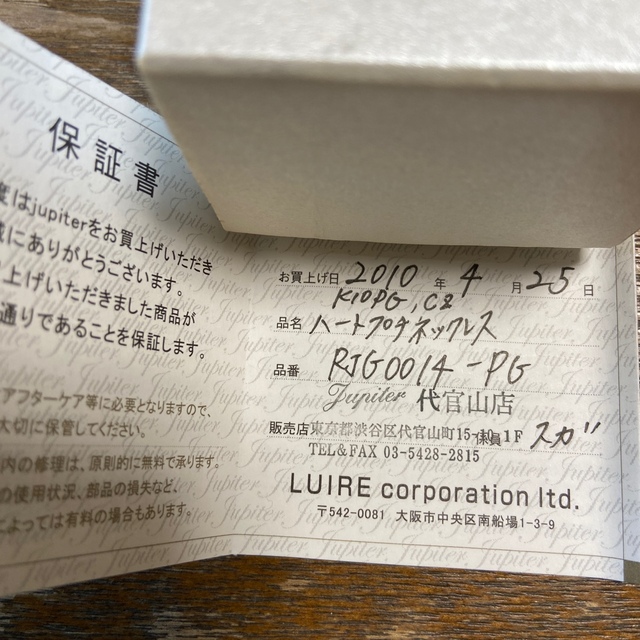 保証書
度はjupiterをお買上げいただき
にありがとうございます。
上げいただきました商品が
通りであることを保証します。
アフターケア等に必要となりますので、
大切に保管してください。
内の修理は、原則的に無料で承ります。
の使用状況、部品の損失など、
によっては有料の場合もあります。
お買上げ日 2010 年 4 月 25 日
K10PG, CZ
品名 ハートプチネックレス
品番 RJG0014-PG
Jupiter 代官山店
販売店 東京都渋谷区代官山町15- 1F スガ
TEL&FAX 03-5428-2815
LUIRE corporation ltd.
〒542-0081 大阪市中央区南船場1-3-9